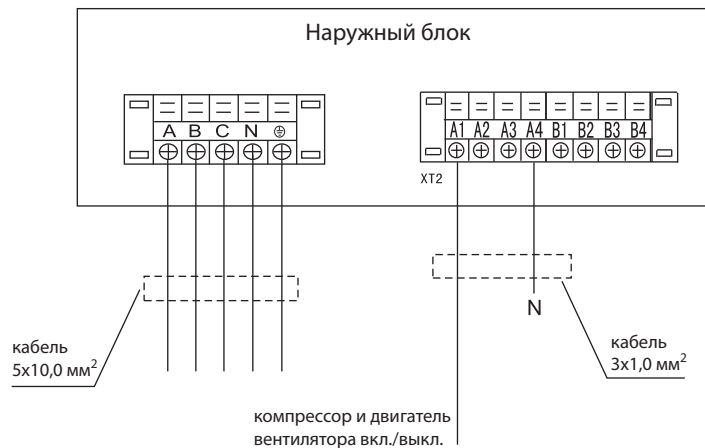 Наружный блок
A B C N
A1 A2 A3 A4 B1 B2 B3 B4
XT2
N
кабель
5x10,0 мм²
кабель
3x1,0 мм²
компрессор и двигатель
вентилятора вкл./выкл.